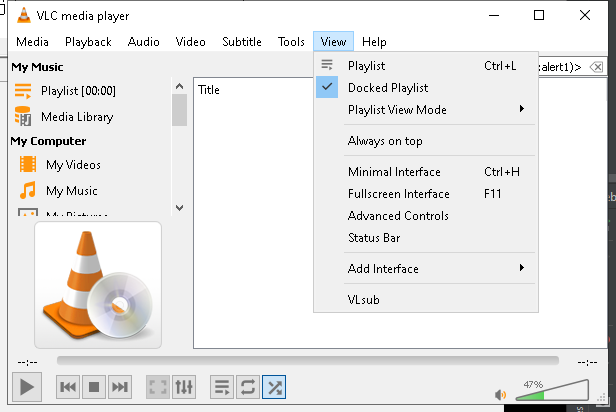 VLC media player
Media Playback Audio Video Subtitle Tools View Help
My Music
Playlist [00:00]
Media Library
My Computer
My Videos
My Music
My Pictures
Title
:alert1)>
Playlist Ctrl+L
Docked Playlist
Playlist View Mode
Always on top
Minimal Interface Ctrl+H
Fullscreen Interface F11
Advanced Controls
Status Bar
Add Interface
VLsub
--:-- --:--
47%